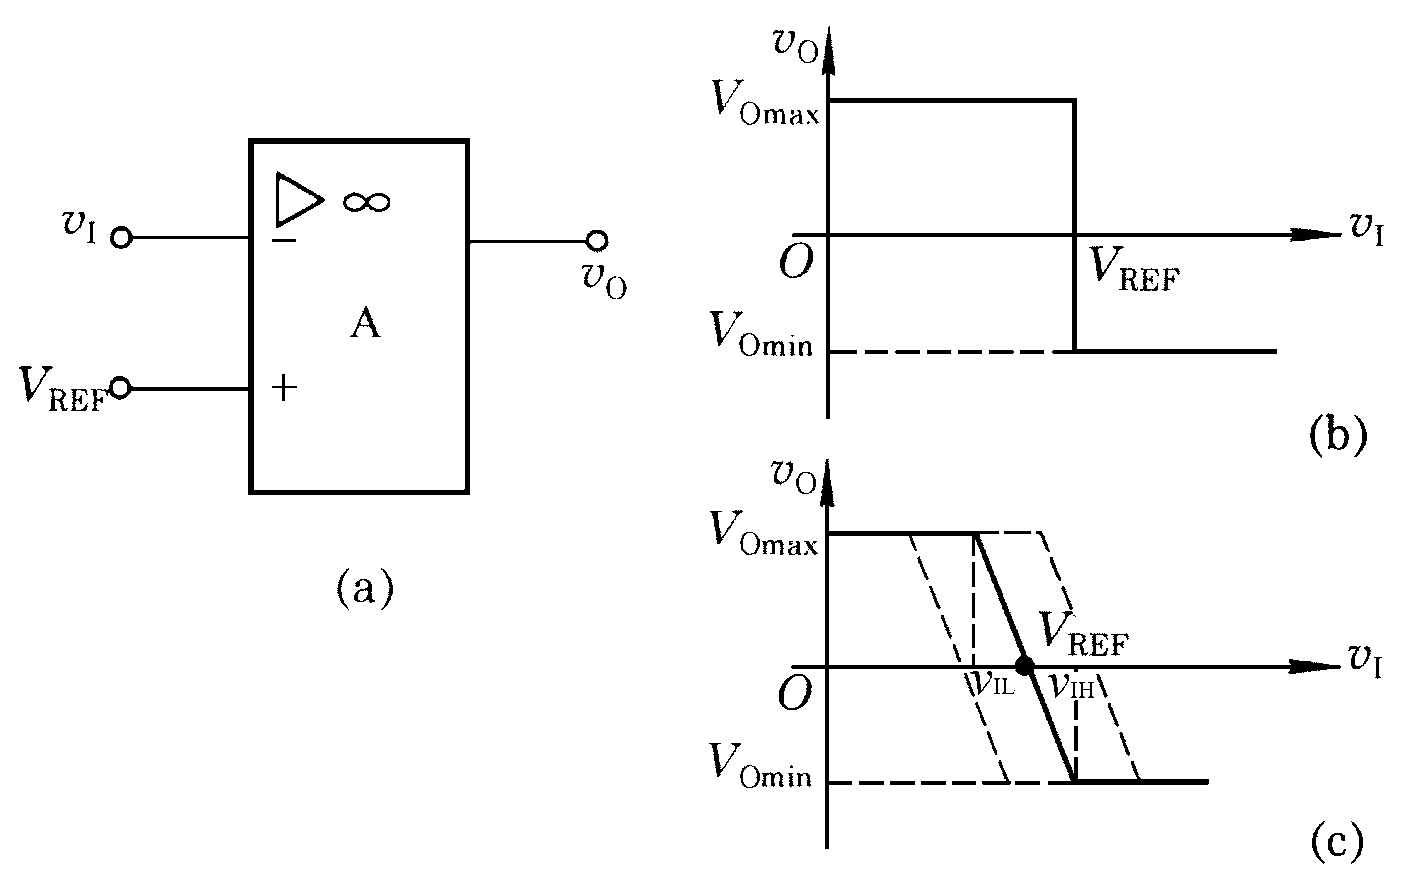 v_I
▷ ∞
−
v_O
A
V_REF
+
(a)
v_O
V_Omax
v_I
O
V_REF
V_Omin
(b)
v_O
V_Omax
V_REF
v_I
O
v_IL
v_IH
V_Omin
(c)